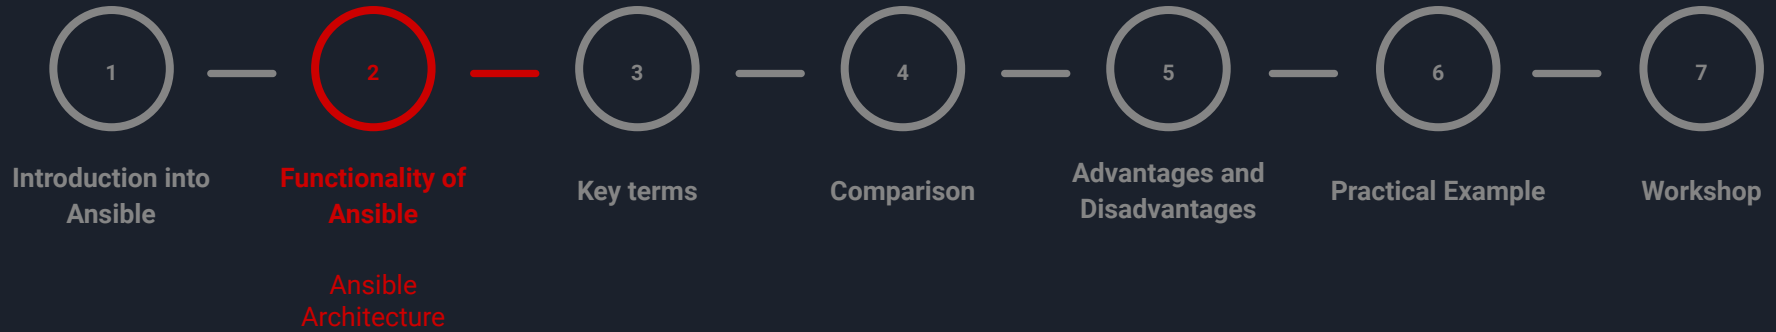 1
2
3
4
5
6
7
Introduction into
Ansible
Functionality of
Ansible
Ansible
Architecture
Key terms
Comparison
Advantages and
Disadvantages
Practical Example
Workshop